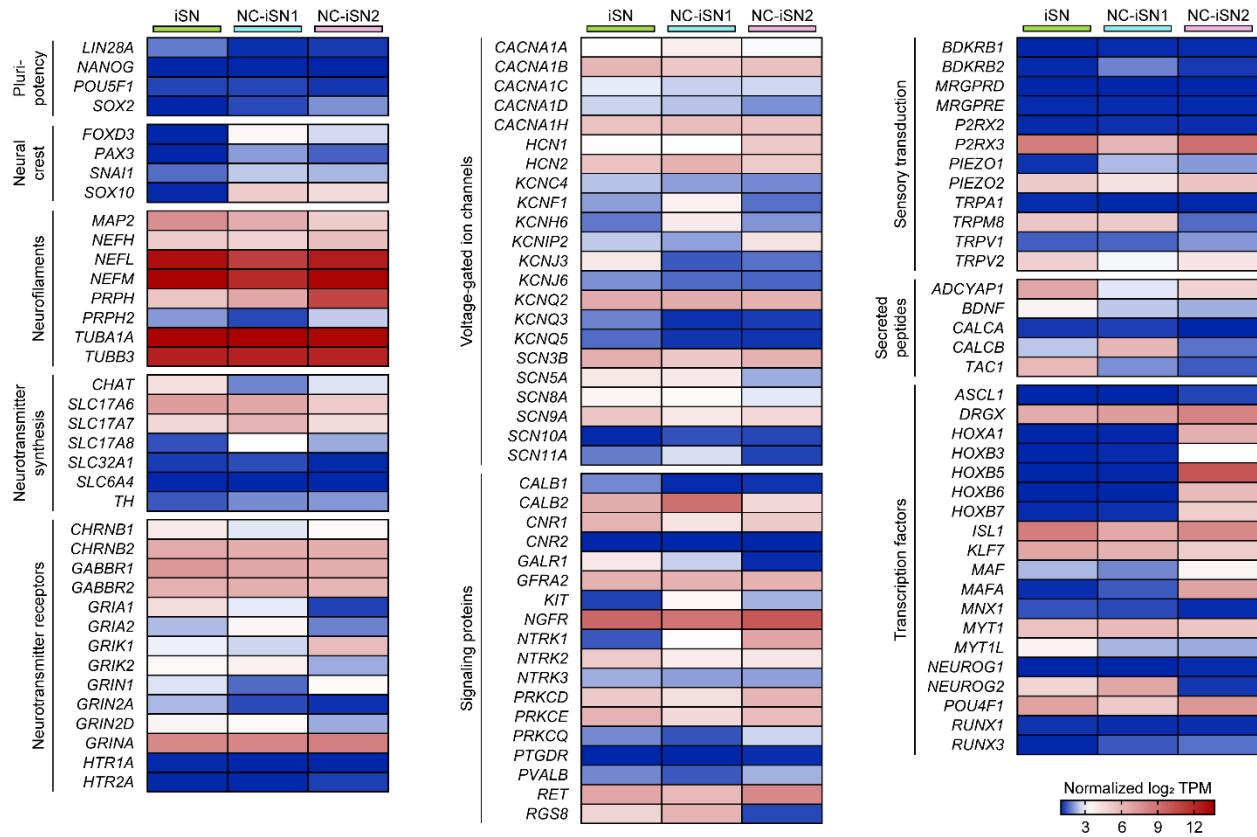 iSN NC-iSN1 NC-iSN2
Pluri-
potency
LIN28A
NANOG
POU5F1
SOX2
Neural
crest
FOXD3
PAX3
SNAI1
SOX10
Neurofilaments
MAP2
NEFH
NEFL
NEFM
PRPH
PRPH2
TUBA1A
TUBB3
Neurotransmitter
synthesis
CHAT
SLC17A6
SLC17A7
SLC17A8
SLC32A1
SLC6A4
TH
Neurotransmitter receptors
CHRNB1
CHRNB2
GABBR1
GABBR2
GRIA1
GRIA2
GRIK1
GRIK2
GRIN1
GRIN2A
GRIN2D
GRINA
HTR1A
HTR2A
iSN NC-iSN1 NC-iSN2
Voltage-gated ion channels
CACNA1A
CACNA1B
CACNA1C
CACNA1D
CACNA1H
HCN1
HCN2
KCNC4
KCNF1
KCNH6
KCNIP2
KCNJ3
KCNJ6
KCNQ2
KCNQ3
KCNQ5
SCN3B
SCN5A
SCN8A
SCN9A
SCN10A
SCN11A
Signaling proteins
CALB1
CALB2
CNR1
CNR2
GALR1
GFRA2
KIT
NGFR
NTRK1
NTRK2
NTRK3
PRKCD
PRKCE
PRKCQ
PTGDR
PVALB
RET
RGS8
iSN NC-iSN1 NC-iSN2
Sensory transduction
BDKRB1
BDKRB2
MRGPRD
MRGPRE
P2RX2
P2RX3
PIEZO1
PIEZO2
TRPA1
TRPM8
TRPV1
TRPV2
Secreted
peptides
ADCYAP1
BDNF
CALCA
CALCB
TAC1
Transcription factors
ASCL1
DRGX
HOXA1
HOXB3
HOXB5
HOXB6
HOXB7
ISL1
KLF7
MAF
MAFA
MNX1
MYT1
MYT1L
NEUROG1
NEUROG2
POU4F1
RUNX1
RUNX3
Normalized log₂ TPM
3 6 9 12